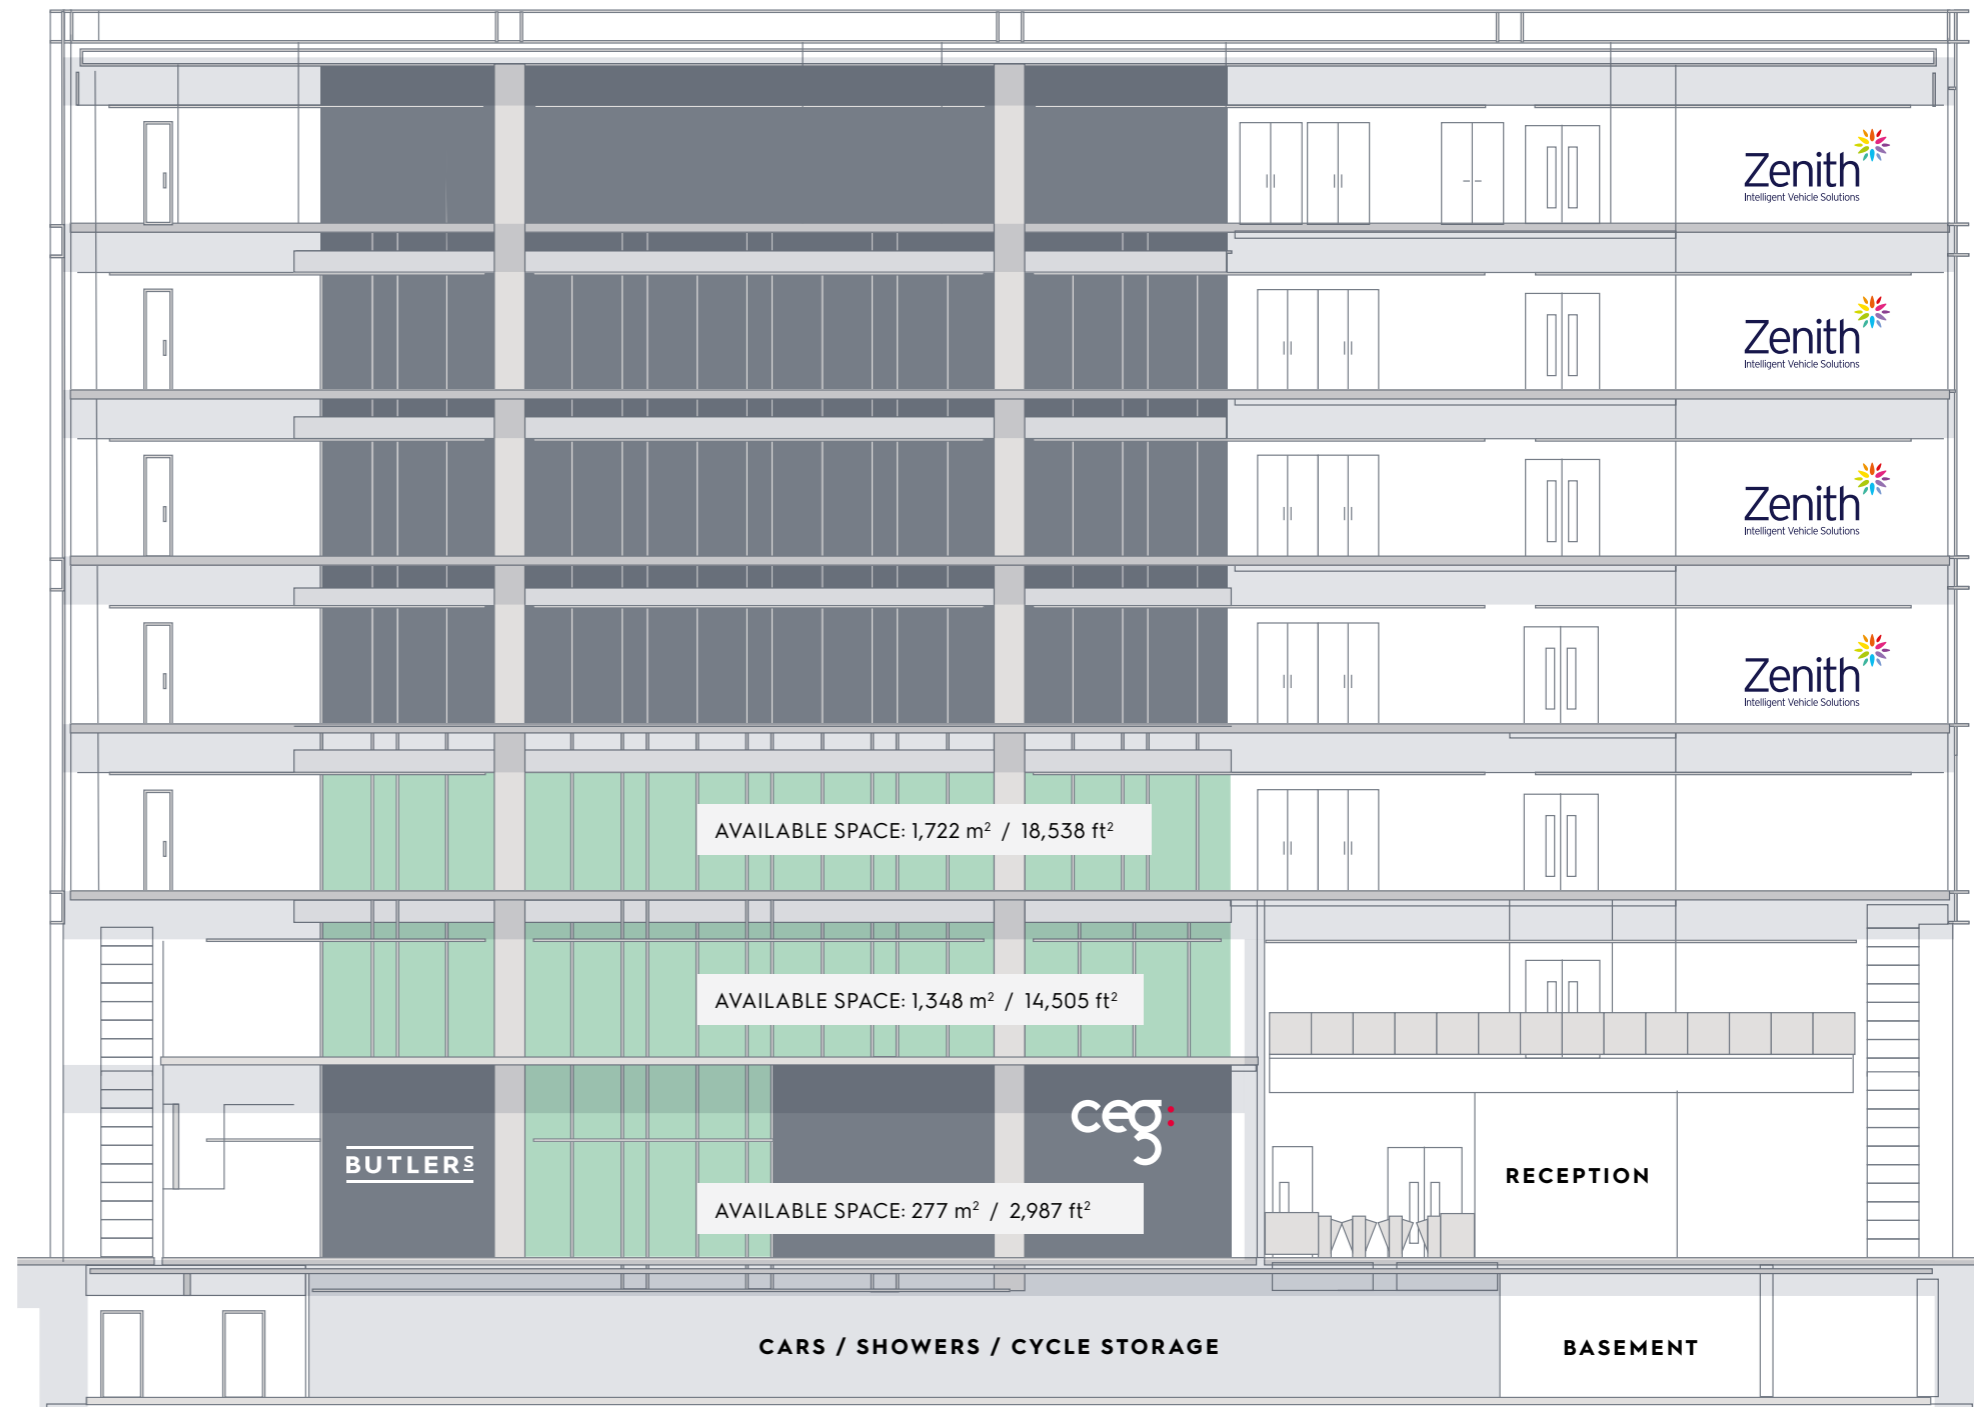 Zenith
Intelligent Vehicle Solutions
Zenith
Intelligent Vehicle Solutions
Zenith
Intelligent Vehicle Solutions
Zenith
Intelligent Vehicle Solutions
AVAILABLE SPACE: 1,722 m² / 18,538 ft²
AVAILABLE SPACE: 1,348 m² / 14,505 ft²
ceg:
BUTLERS
RECEPTION
AVAILABLE SPACE: 277 m² / 2,987 ft²
CARS / SHOWERS / CYCLE STORAGE
BASEMENT